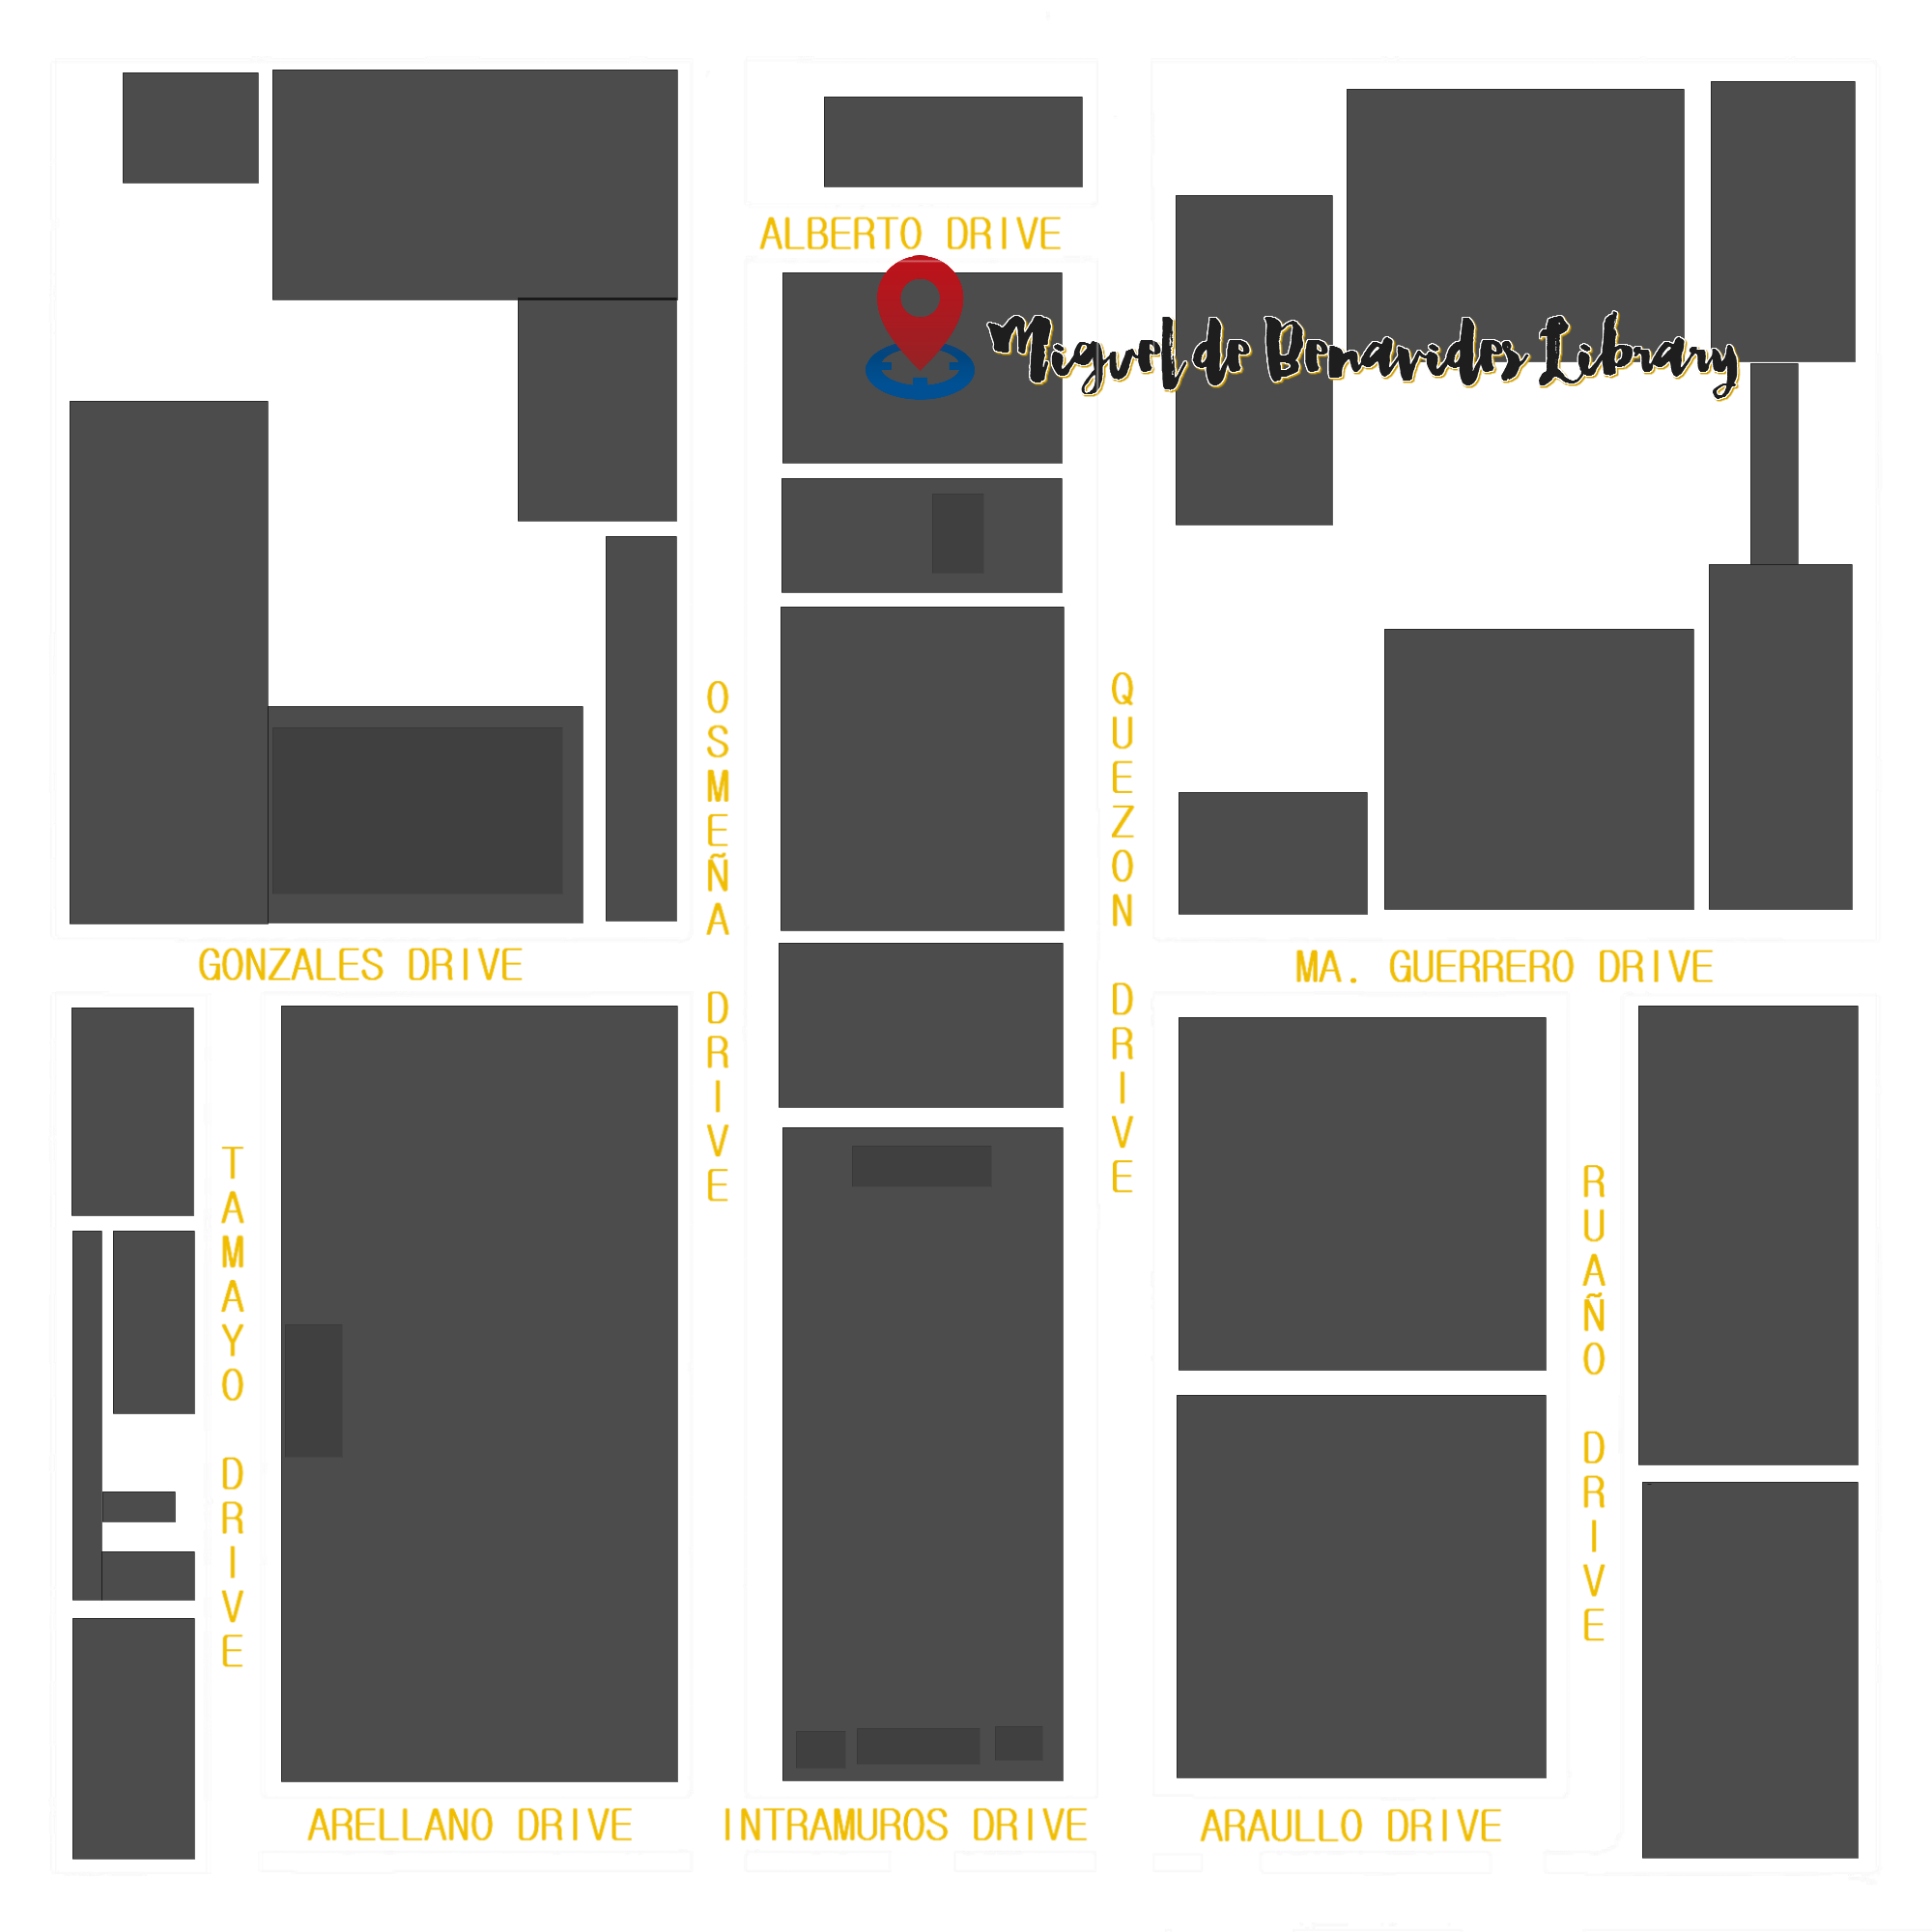 ALBERTO DRIVE
Miguel de Benavides Library
OSMEÑA DRIVE
QUEZON DRIVE
GONZALES DRIVE
MA. GUERRERO DRIVE
TAMAYO DRIVE
RUAÑO DRIVE
ARELLANO DRIVE
INTRAMUROS DRIVE
ARAULLO DRIVE